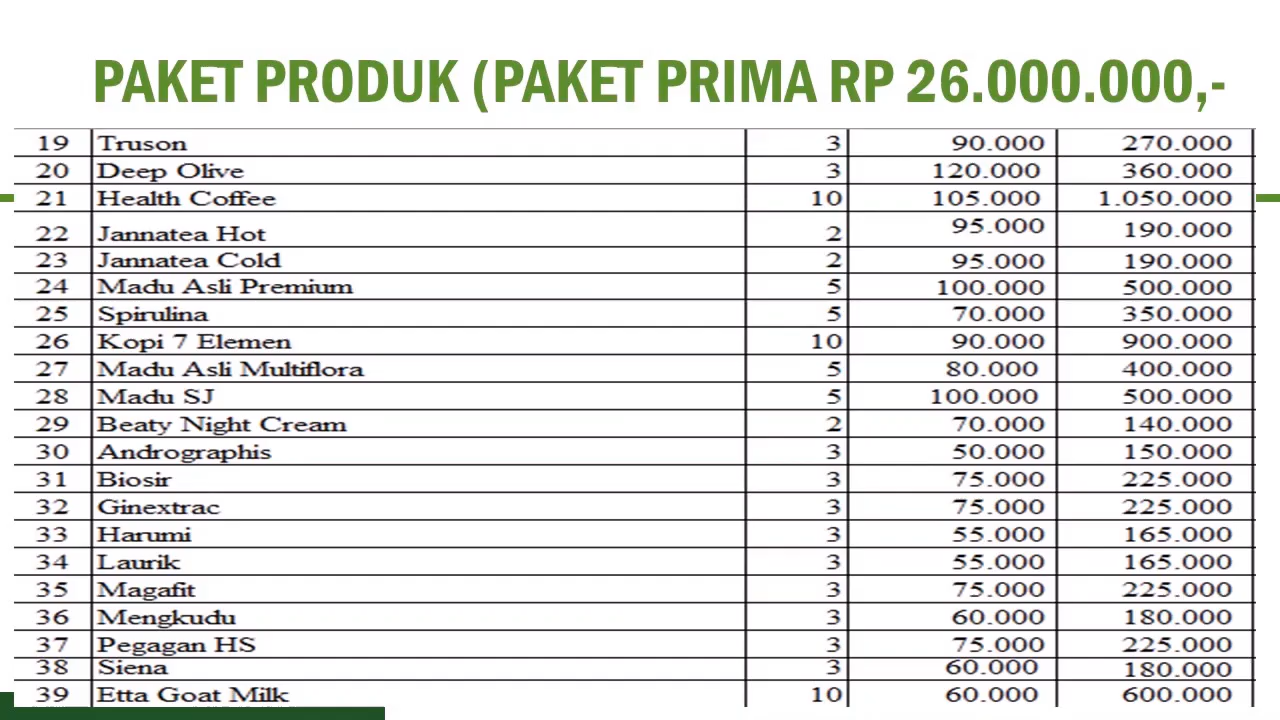 PAKET PRODUK (PAKET PRIMA RP 26.000.000,-
19 Truson 3 90.000 270.000
20 Deep Olive 3 120.000 360.000
21 Health Coffee 10 105.000 1.050.000
22 Jannatea Hot 2 95.000 190.000
23 Jannatea Cold 2 95.000 190.000
24 Madu Asli Premium 5 100.000 500.000
25 Spirulina 5 70.000 350.000
26 Kopi 7 Elemen 10 90.000 900.000
27 Madu Asli Multiflora 5 80.000 400.000
28 Madu SJ 5 100.000 500.000
29 Beaty Night Cream 2 70.000 140.000
30 Andrographis 3 50.000 150.000
31 Biosir 3 75.000 225.000
32 Ginextrac 3 75.000 225.000
33 Harumi 3 55.000 165.000
34 Laurik 3 55.000 165.000
35 Magafit 3 75.000 225.000
36 Mengkudu 3 60.000 180.000
37 Pegagan HS 3 75.000 225.000
38 Siena 3 60.000 180.000
39 Etta Goat Milk 10 60.000 600.000